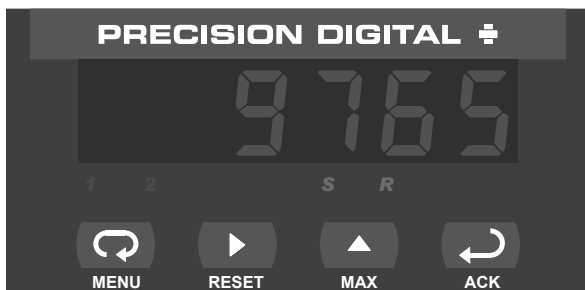 PRECISION DIGITAL
9765
1 2 S R
MENU RESET MAX ACK